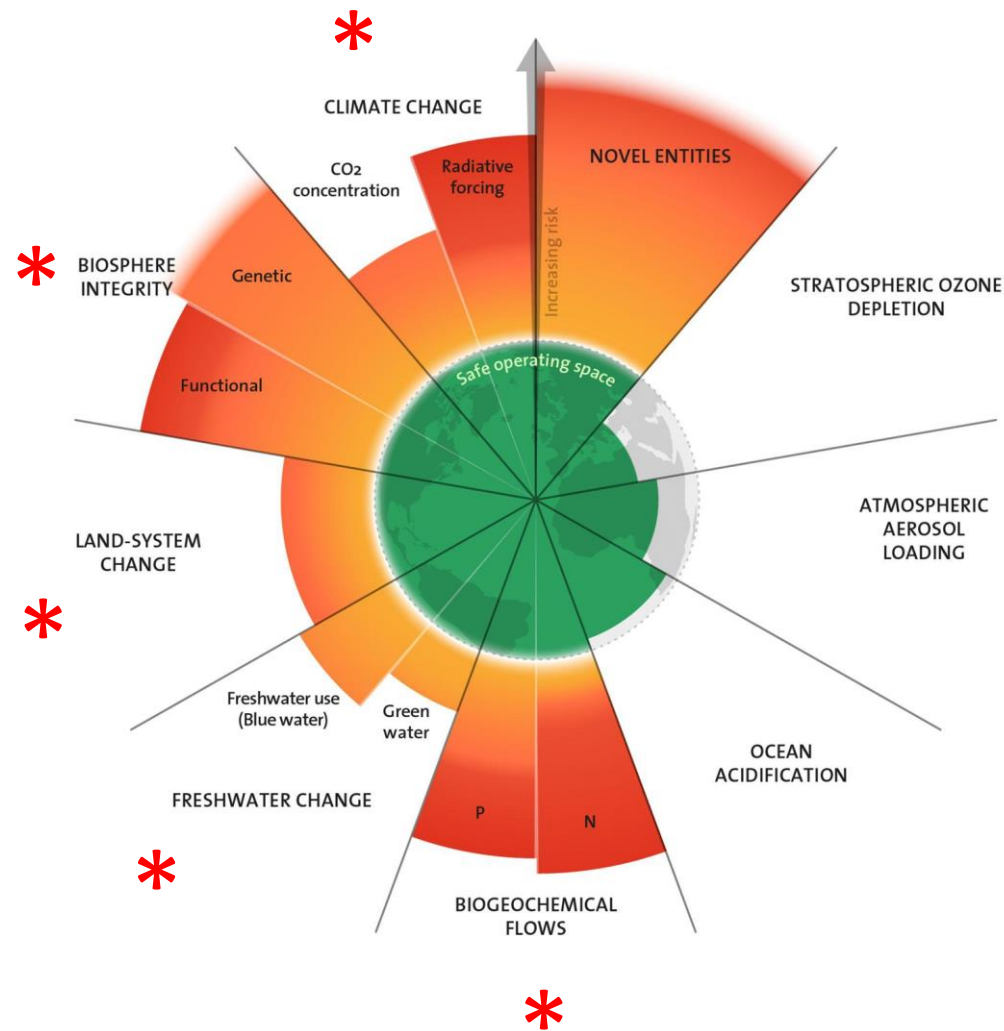 CLIMATE CHANGE
CO2
concentration
Radiative
forcing
NOVEL ENTITIES
Increasing risk
BIOSPHERE
INTEGRITY
Genetic
Functional
STRATOSPHERIC OZONE
DEPLETION
Safe operating space
ATMOSPHERIC
AEROSOL
LOADING
LAND-SYSTEM
CHANGE
Freshwater use
(Blue water)
Green
water
FRESHWATER CHANGE
OCEAN
ACIDIFICATION
P
N
BIOGEOCHEMICAL
FLOWS